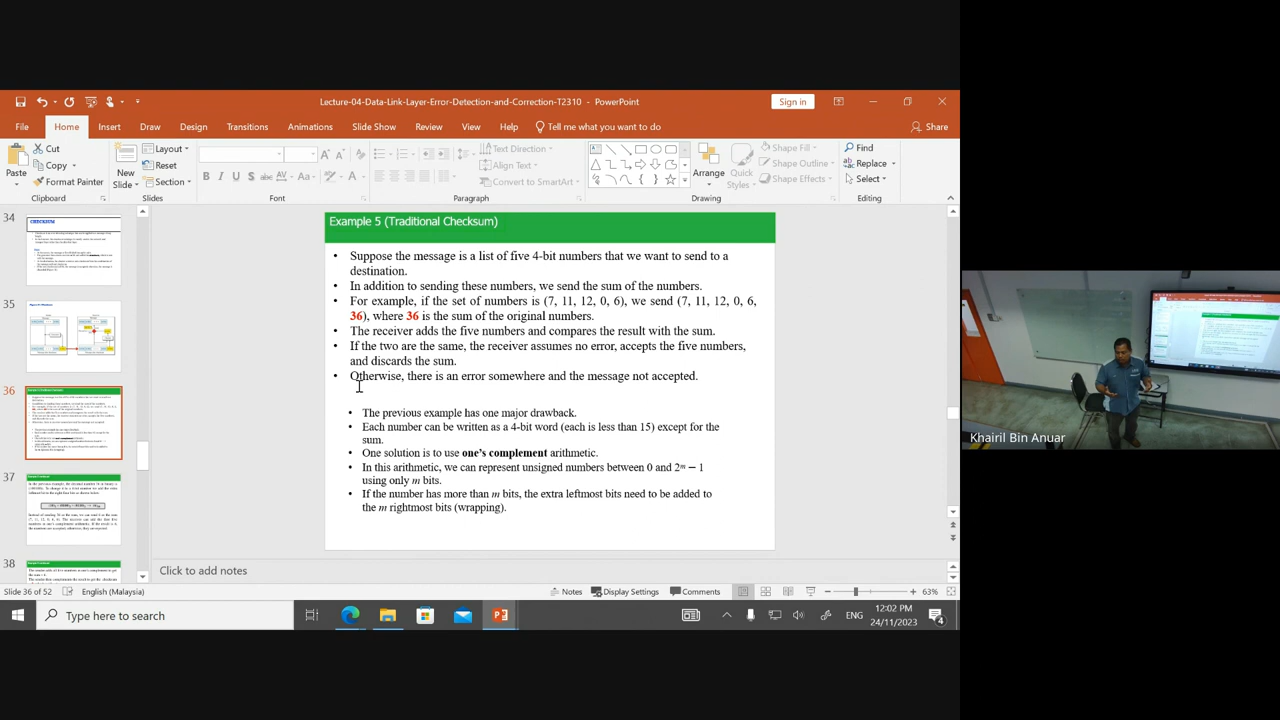 Lecture-04-Data-Link-Layer-Error-Detection-and-Correction-T2310 - PowerPoint
Sign in
File Home Insert Draw Design Transitions Animations Slide Show Review View Help Tell me what you want to do Share
Cut
Copy
Format Painter
Paste
Clipboard
New Slide
Layout
Reset
Section
Slides
Font
Text Direction
Align Text
Convert to SmartArt
Paragraph
Arrange
Quick Styles
Shape Fill
Shape Outline
Shape Effects
Drawing
Find
Replace
Select
Editing
34
CHECKSUM
35
36
37
38
Example 5 (Traditional Checksum)
• Suppose the message is a list of five 4-bit numbers that we want to send to a
destination.
• In addition to sending these numbers, we send the sum of the numbers.
• For example, if the set of numbers is (7, 11, 12, 0, 6), we send (7, 11, 12, 0, 6,
36), where 36 is the sum of the original numbers.
• The receiver adds the five numbers and compares the result with the sum.
• If the two are the same, the receiver assumes no error, accepts the five numbers,
and discards the sum.
• Otherwise, there is an error somewhere and the message not accepted.
• The previous example has one major drawback.
• Each number can be written as a 4-bit word (each is less than 15) except for the
sum.
• One solution is to use one's complement arithmetic.
• In this arithmetic, we can represent unsigned numbers between 0 and 2ᵐ − 1
using only m bits.
• If the number has more than m bits, the extra leftmost bits need to be added to
the m rightmost bits (wrapping).
Click to add notes
Slide 36 of 52 English (Malaysia) Notes Display Settings Comments 63%
Type here to search
ENG
12:02 PM
24/11/2023
4
Khairil Bin Anuar